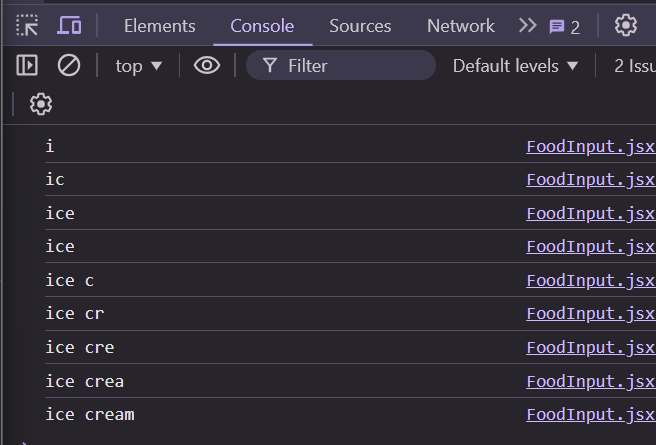 Elements Console Sources Network 2
top Filter Default levels 2 Issu
i FoodInput.jsx
ic FoodInput.jsx
ice FoodInput.jsx
ice FoodInput.jsx
ice c FoodInput.jsx
ice cr FoodInput.jsx
ice cre FoodInput.jsx
ice crea FoodInput.jsx
ice cream FoodInput.jsx